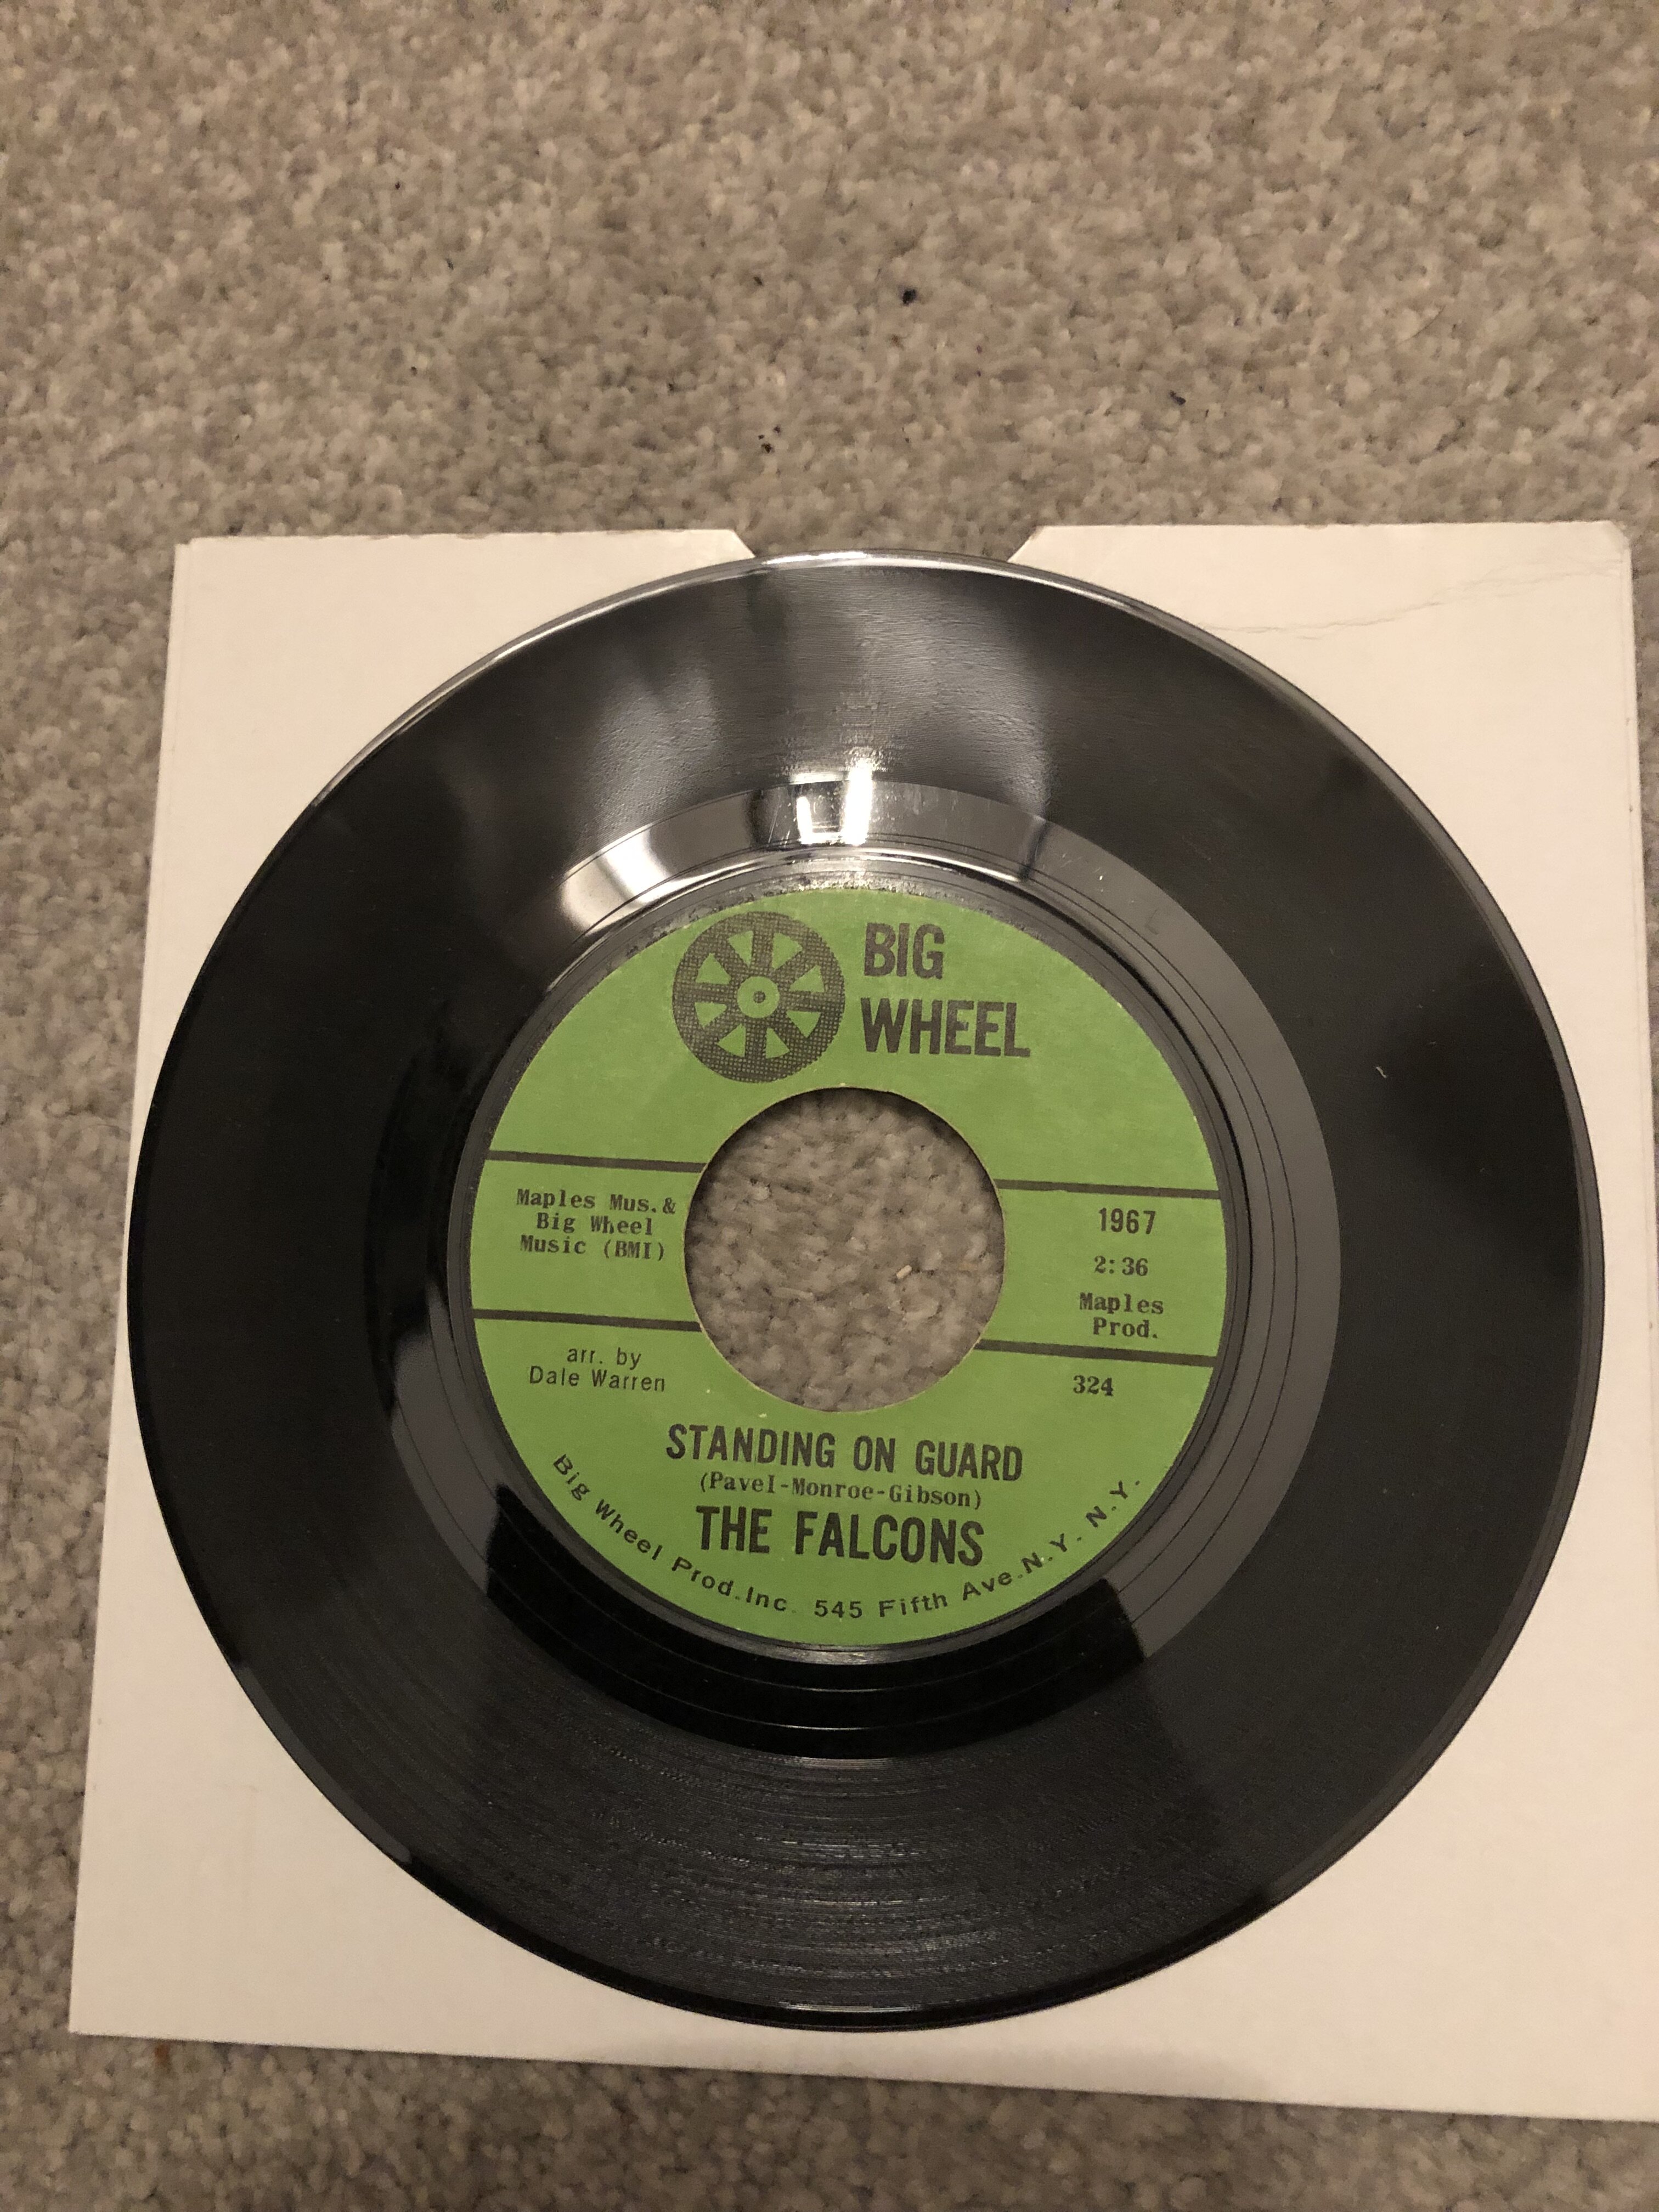 BIG
WHEEL
Maples Mus.&
Big Wheel
Music (BMI)
1967
2:36
Maples
Prod.
arr. by
Dale Warren
324
STANDING ON GUARD
(Pavel-Monroe-Gibson)
THE FALCONS
Big Wheel Prod.Inc. 545 Fifth Ave.N.Y. N.Y.